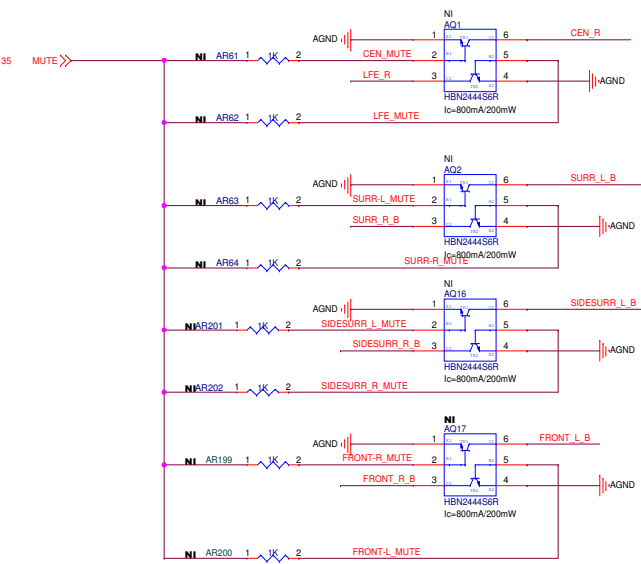 NI
AQ1
AGND 1 6 CEN_R
35 MUTE NI AR61 1 1K 2 CEN_MUTE 2 5
LFE_R 3 4 AGND
HBN2444S6R
Ic=800mA/200mW
NI AR62 1 1K 2 LFE_MUTE
NI
AQ2
AGND 1 6 SURR_L_B
NI AR63 1 1K 2 SURR-L_MUTE 2 5
SURR_R_B 3 4 AGND
HBN2444S6R
Ic=800mA/200mW
NI AR64 1 1K 2 SURR-R_MUTE
NI
AQ16
AGND 1 6 SIDESURR_L_B
NI AR201 1 1K 2 SIDESURR_L_MUTE 2 5
SIDESURR_R_B 3 4 AGND
HBN2444S6R
Ic=800mA/200mW
NI AR202 1 1K 2 SIDESURR_R_MUTE
NI
AQ17
AGND 1 6 FRONT_L_B
NI AR199 1 1K 2 FRONT-R_MUTE 2 5
FRONT_R_B 3 4 AGND
HBN2444S6R
Ic=800mA/200mW
NI AR200 1 1K 2 FRONT-L_MUTE